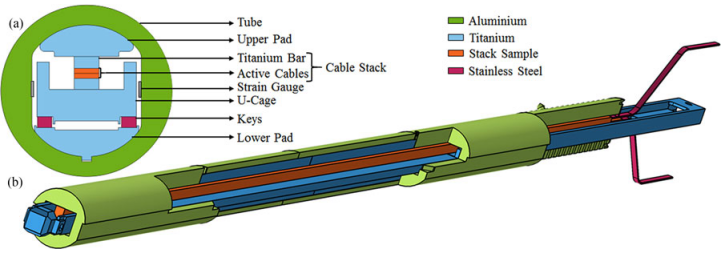 (a)
Tube
Upper Pad
Titanium Bar
Active Cables
Cable Stack
Strain Gauge
U-Cage
Keys
Lower Pad
Aluminium
Titanium
Stack Sample
Stainless Steel
(b)